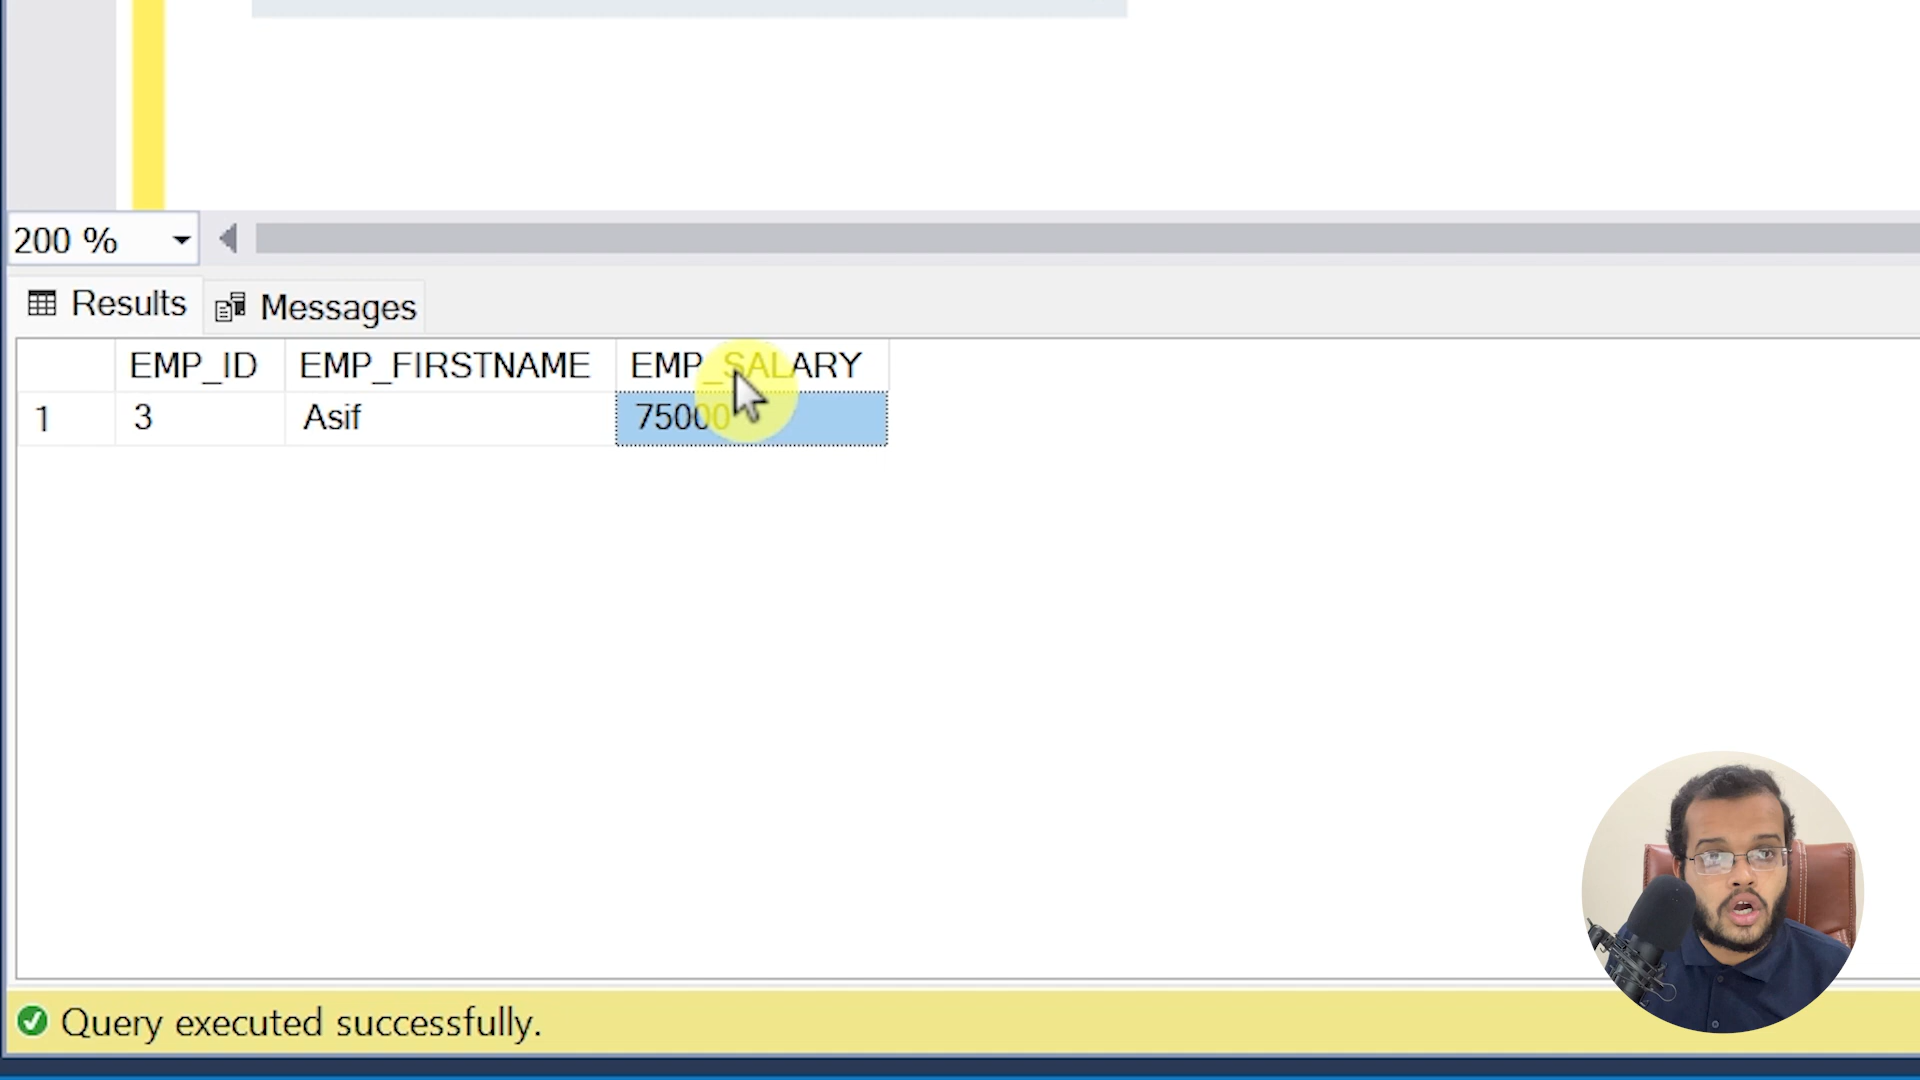 200 %
Results Messages
EMP_ID EMP_FIRSTNAME EMP_SALARY
1 3 Asif 75000
Query executed successfully.